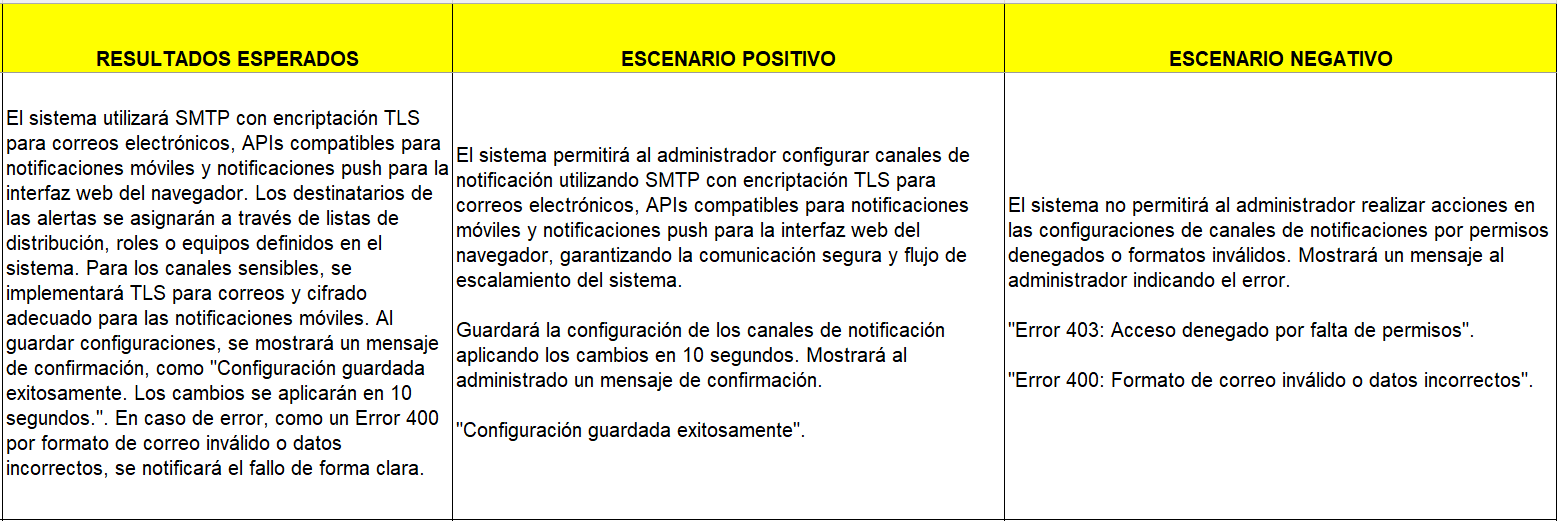 RESULTADOS ESPERADOS
ESCENARIO POSITIVO
ESCENARIO NEGATIVO
El sistema utilizará SMTP con encriptación TLS
para correos electrónicos, APIs compatibles para
notificaciones móviles y notificaciones push para la
interfaz web del navegador. Los destinatarios de
las alertas se asignarán a través de listas de
distribución, roles o equipos definidos en el
sistema. Para los canales sensibles, se
implementará TLS para correos y cifrado
adecuado para las notificaciones móviles. Al
guardar configuraciones, se mostrará un mensaje
de confirmación, como "Configuración guardada
exitosamente. Los cambios se aplicarán en 10
segundos.". En caso de error, como un Error 400
por formato de correo inválido o datos
incorrectos, se notificará el fallo de forma clara.
El sistema permitirá al administrador configurar canales de
notificación utilizando SMTP con encriptación TLS para
correos electrónicos, APIs compatibles para notificaciones
móviles y notificaciones push para la interfaz web del
navegador, garantizando la comunicación segura y flujo de
escalamiento del sistema.
Guardará la configuración de los canales de notificación
aplicando los cambios en 10 segundos. Mostrará al
administrado un mensaje de confirmación.
"Configuración guardada exitosamente".
El sistema no permitirá al administrador realizar acciones en
las configuraciones de canales de notificaciones por permisos
denegados o formatos inválidos. Mostrará un mensaje al
administrador indicando el error.
"Error 403: Acceso denegado por falta de permisos".
"Error 400: Formato de correo inválido o datos incorrectos".